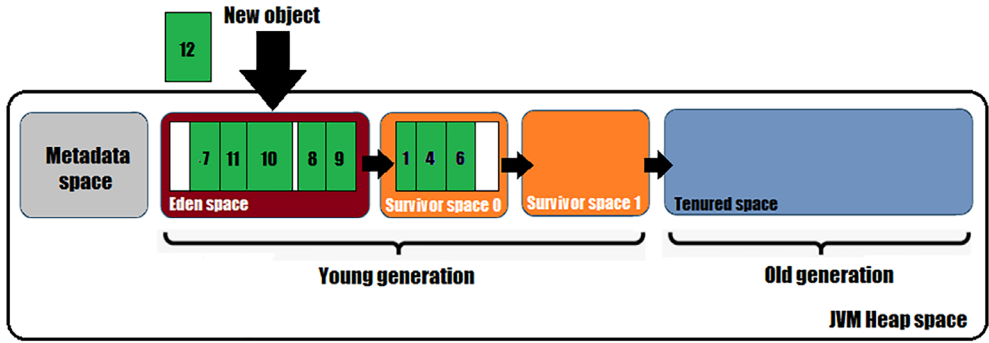 New object
12
Metadata
space
7 11 10 8 9
1 4 6
Eden space
Survivor space 0
Survivor space 1
Tenured space
Young generation
Old generation
JVM Heap space